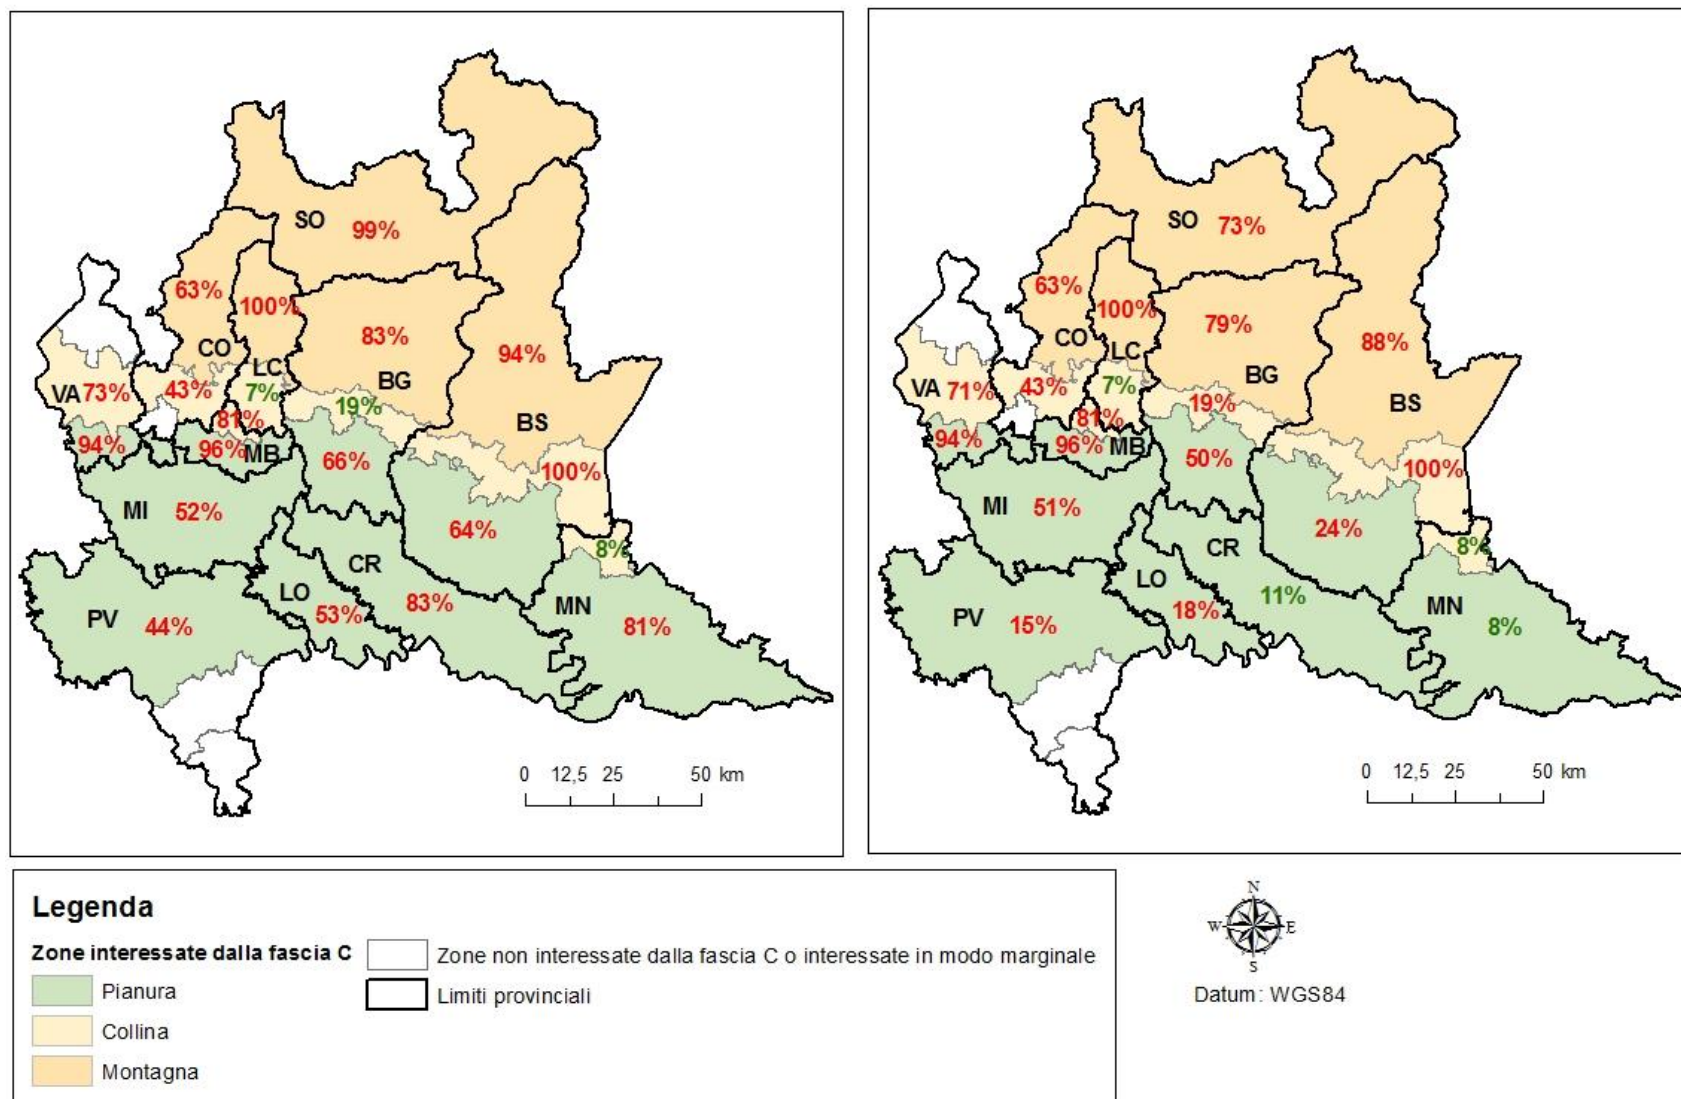 SO 99%
63%
100%
83%
94%
CO
LC
BG
VA 73%
43%
7%
19%
81%
BS
94%
96% MB
66%
100%
MI 52%
64%
8%
CR
LO
PV 44%
53%
83%
MN
81%
0 12,5 25 50 km
SO 73%
63%
100%
79%
88%
CO
LC
BG
VA 71%
43%
7%
19%
81%
BS
94%
96% MB
50%
100%
MI 51%
24%
8%
CR
LO
PV 15%
18%
11%
MN
8%
0 12,5 25 50 km
Legenda
Zone interessate dalla fascia C
Pianura
Collina
Montagna
Zone non interessate dalla fascia C o interessate in modo marginale
Limiti provinciali
N
W E
S
Datum: WGS84